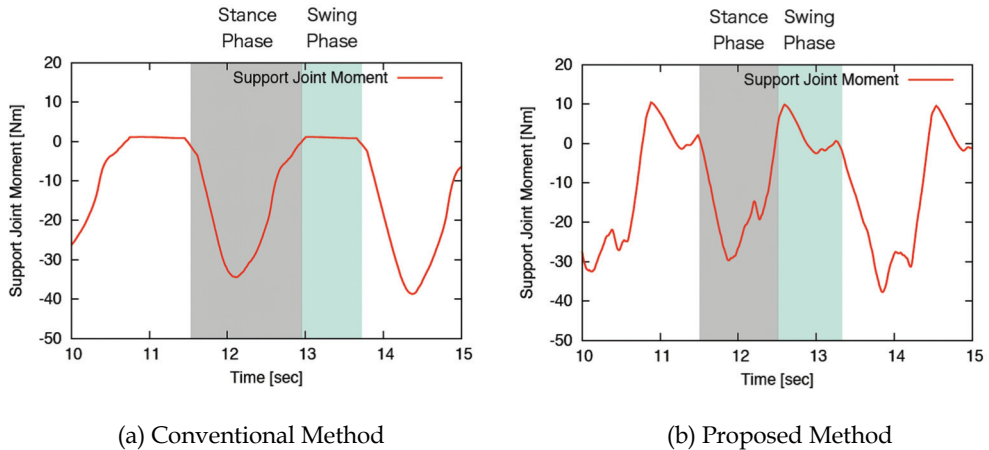 Stance Swing
Phase Phase
Support Joint Moment
Support Joint Moment [Nm]
20
10
0
-10
-20
-30
-40
-50
10 11 12 13 14 15
Time [sec]
(a) Conventional Method
Stance Swing
Phase Phase
Support Joint Moment
Support Joint Moment [Nm]
20
10
0
-10
-20
-30
-40
-50
10 11 12 13 14 15
Time [sec]
(b) Proposed Method